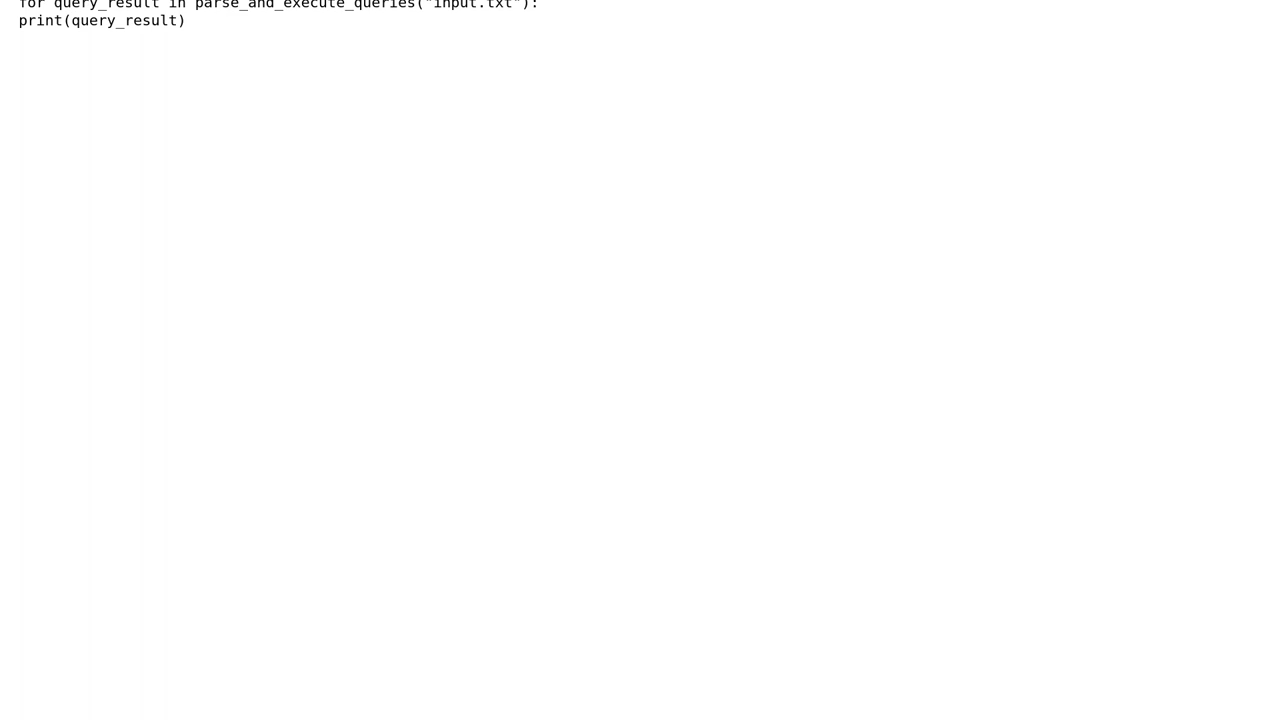 for query_result in parse_and_execute_queries("input.txt"):
print(query_result)